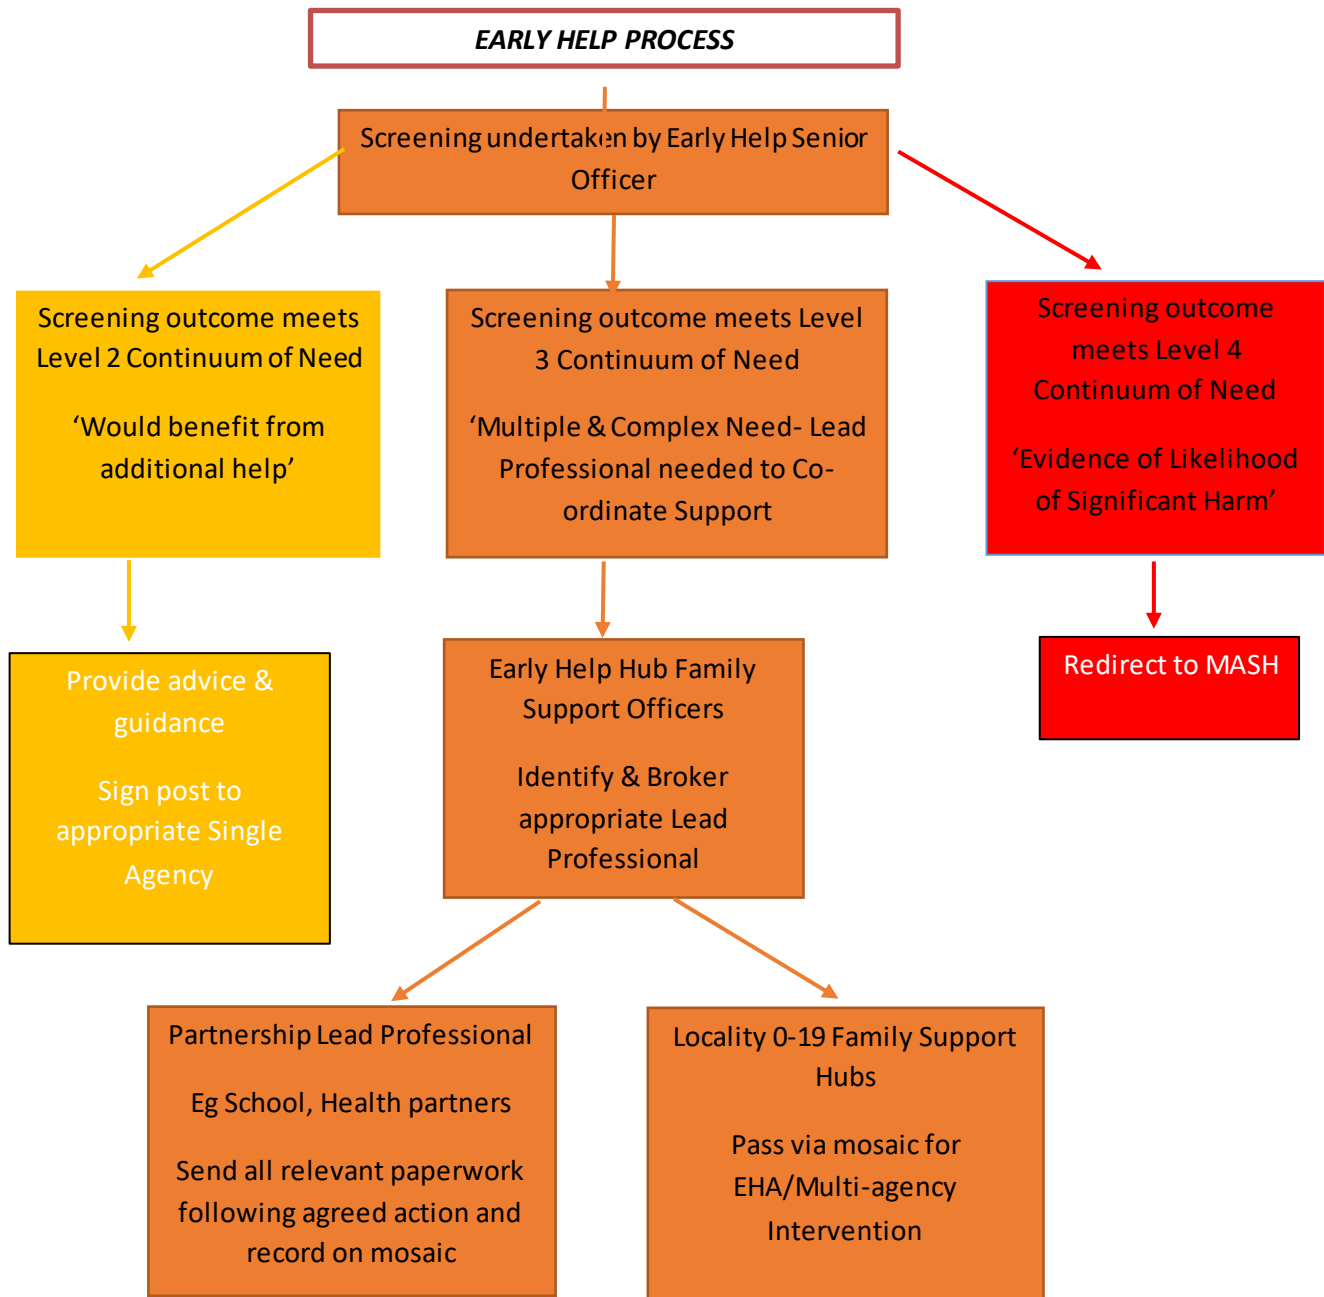 EARLY HELP PROCESS
Screening undertaken by Early Help Senior
Officer
Screening outcome meets
Level 2 Continuum of Need
‘Would benefit from
additional help’
Screening outcome meets Level
3 Continuum of Need
‘Multiple & Complex Need- Lead
Professional needed to Co-
ordinate Support
Screening outcome
meets Level 4
Continuum of Need
‘Evidence of Likelihood
of Significant Harm’
Provide advice &
guidance
Sign post to
appropriate Single
Agency
Early Help Hub Family
Support Officers
Identify & Broker
appropriate Lead
Professional
Redirect to MASH
Partnership Lead Professional
Eg School, Health partners
Send all relevant paperwork
following agreed action and
record on mosaic
Locality 0-19 Family Support
Hubs
Pass via mosaic for
EHA/Multi-agency
Intervention